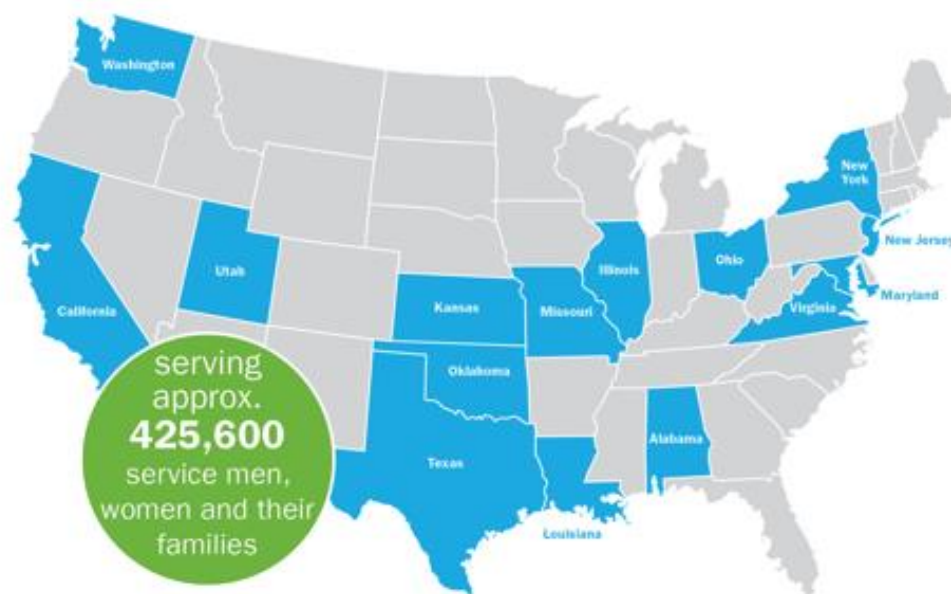 Washington
New
York
New Jersey
Utah
Illinois
Ohio
California
Kansas
Missouri
Virginia
Maryland
Oklahoma
Alabama
Texas
Louisiana
serving
approx.
425,600
service men,
women and their
families